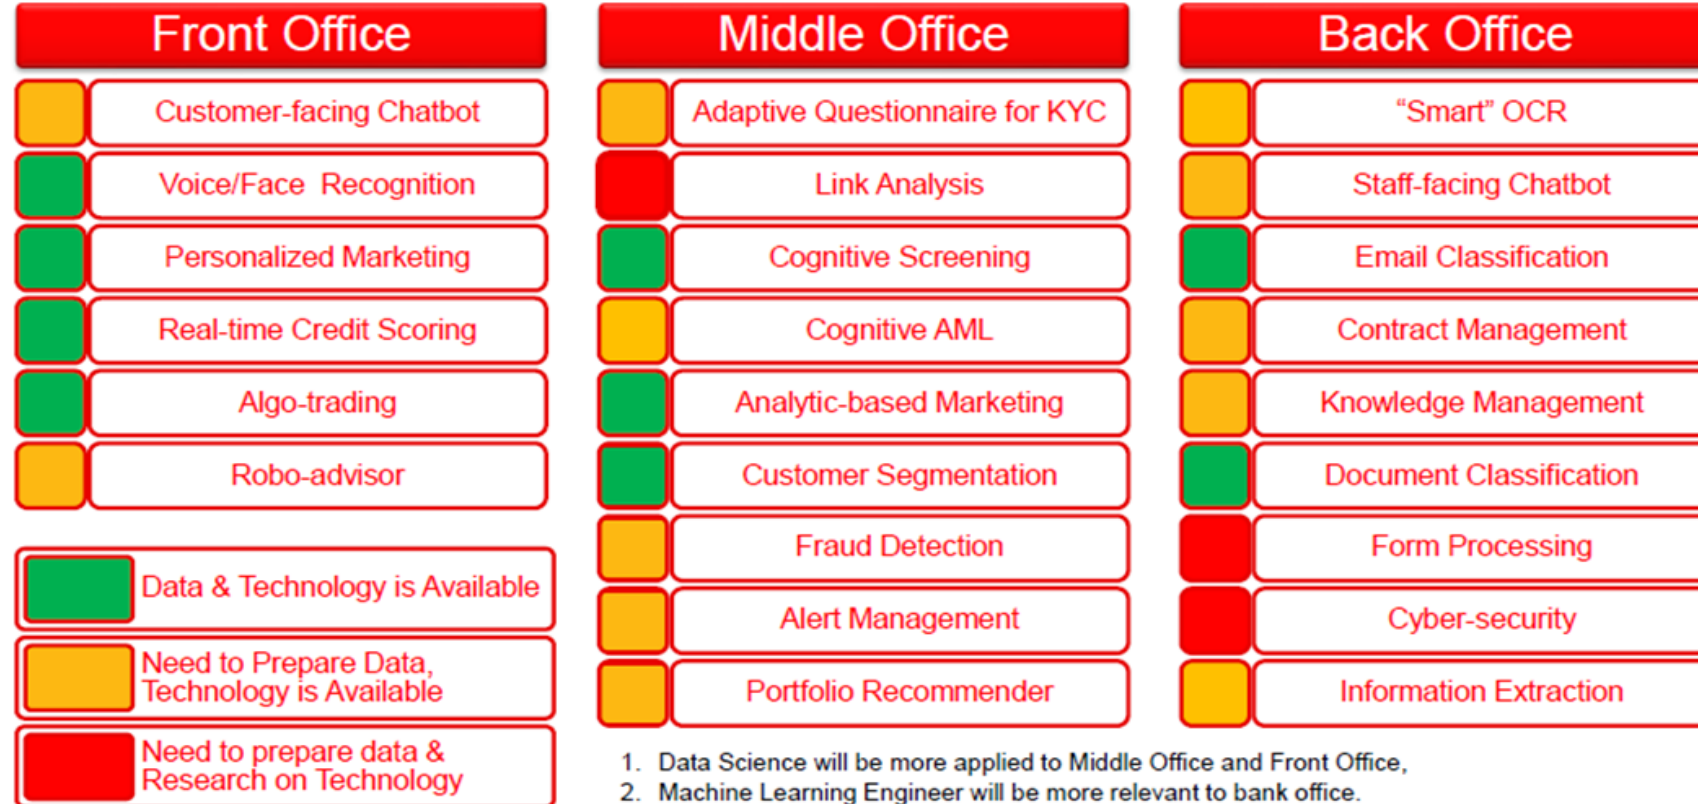 Front Office
Customer-facing Chatbot
Voice/Face Recognition
Personalized Marketing
Real-time Credit Scoring
Algo-trading
Robo-advisor
Data & Technology is Available
Need to Prepare Data,
Technology is Available
Need to prepare data &
Research on Technology
Middle Office
Adaptive Questionnaire for KYC
Link Analysis
Cognitive Screening
Cognitive AML
Analytic-based Marketing
Customer Segmentation
Fraud Detection
Alert Management
Portfolio Recommender
Back Office
“Smart” OCR
Staff-facing Chatbot
Email Classification
Contract Management
Knowledge Management
Document Classification
Form Processing
Cyber-security
Information Extraction
1. Data Science will be more applied to Middle Office and Front Office,
2. Machine Learning Engineer will be more relevant to bank office.